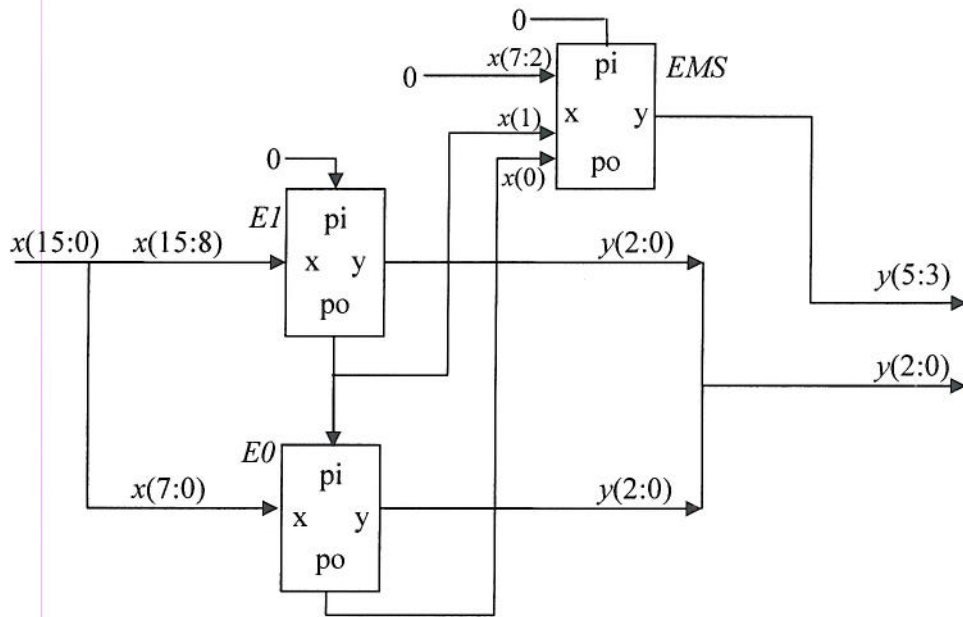 0
pi
EMS
0
x(7:2)
x(1)
x
y
po
x(0)
0
E1
pi
x(15:0)
x(15:8)
x
y
y(2:0)
po
y(5:3)
y(2:0)
E0
pi
x(7:0)
x
y
y(2:0)
po